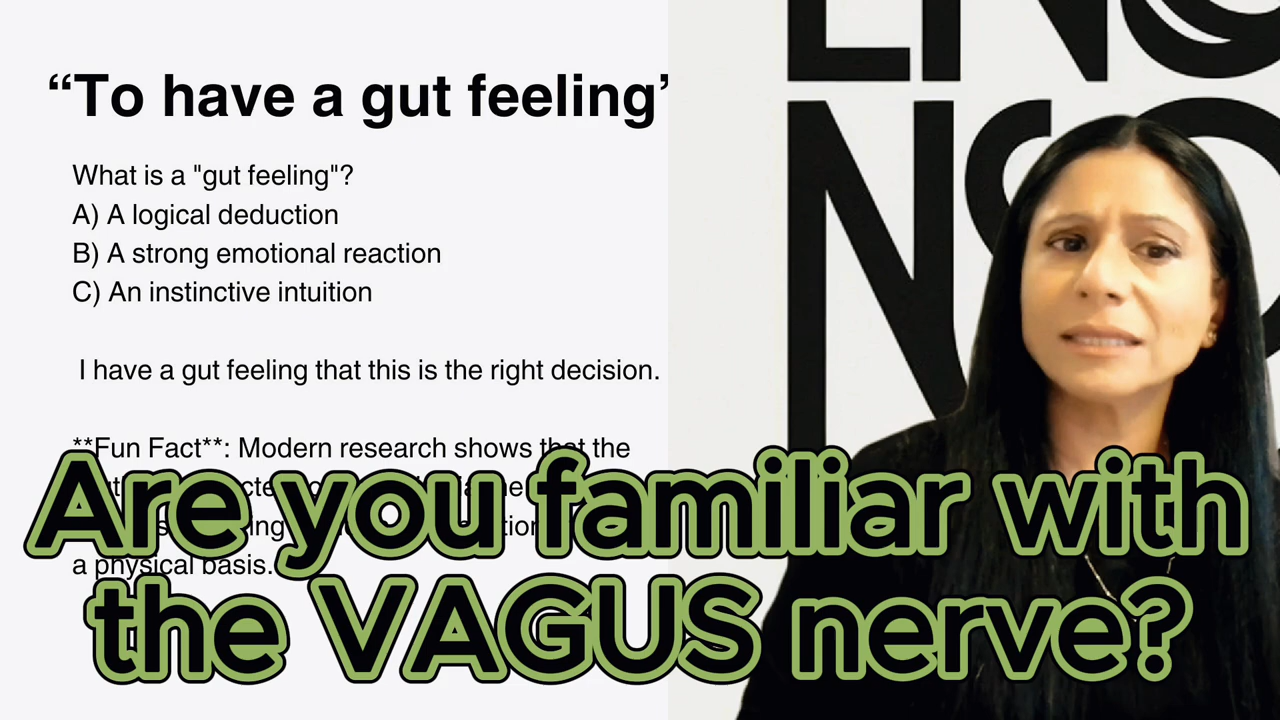 “To have a gut feeling’
What is a "gut feeling"?
A) A logical deduction
B) A strong emotional reaction
C) An instinctive intuition
I have a gut feeling that this is the right decision.
**Fun Fact**: Modern research shows that the
a physical basis.
Are you familiar with
the VAGUS nerve?